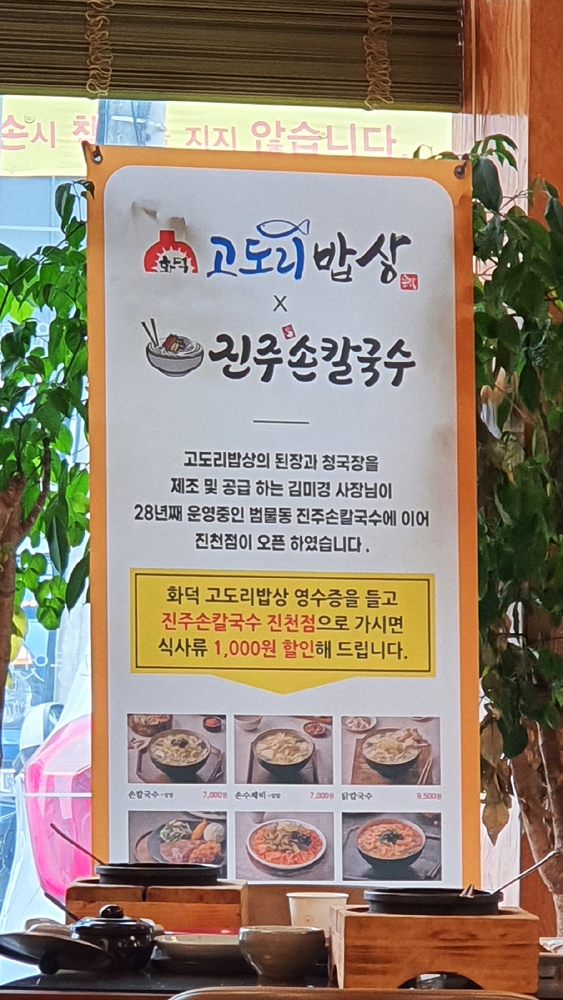 손시 책
지지 않습니다.
화덕 고도리밥상
X
진주손칼국수
고도리밥상의 된장과 청국장을
제조 및 공급 하는 김미경 사장님이
28년째 운영중인 범물동 진주손칼국수에 이어
진천점이 오픈 하였습니다.
화덕 고도리밥상 영수증을 들고
진주손칼국수 진천점으로 가시면
식사류 1,000원 할인해 드립니다.
손칼국수 +쌈밥 7,000원
손수제비 +쌈밥 7,000원
닭칼국수 9,500원